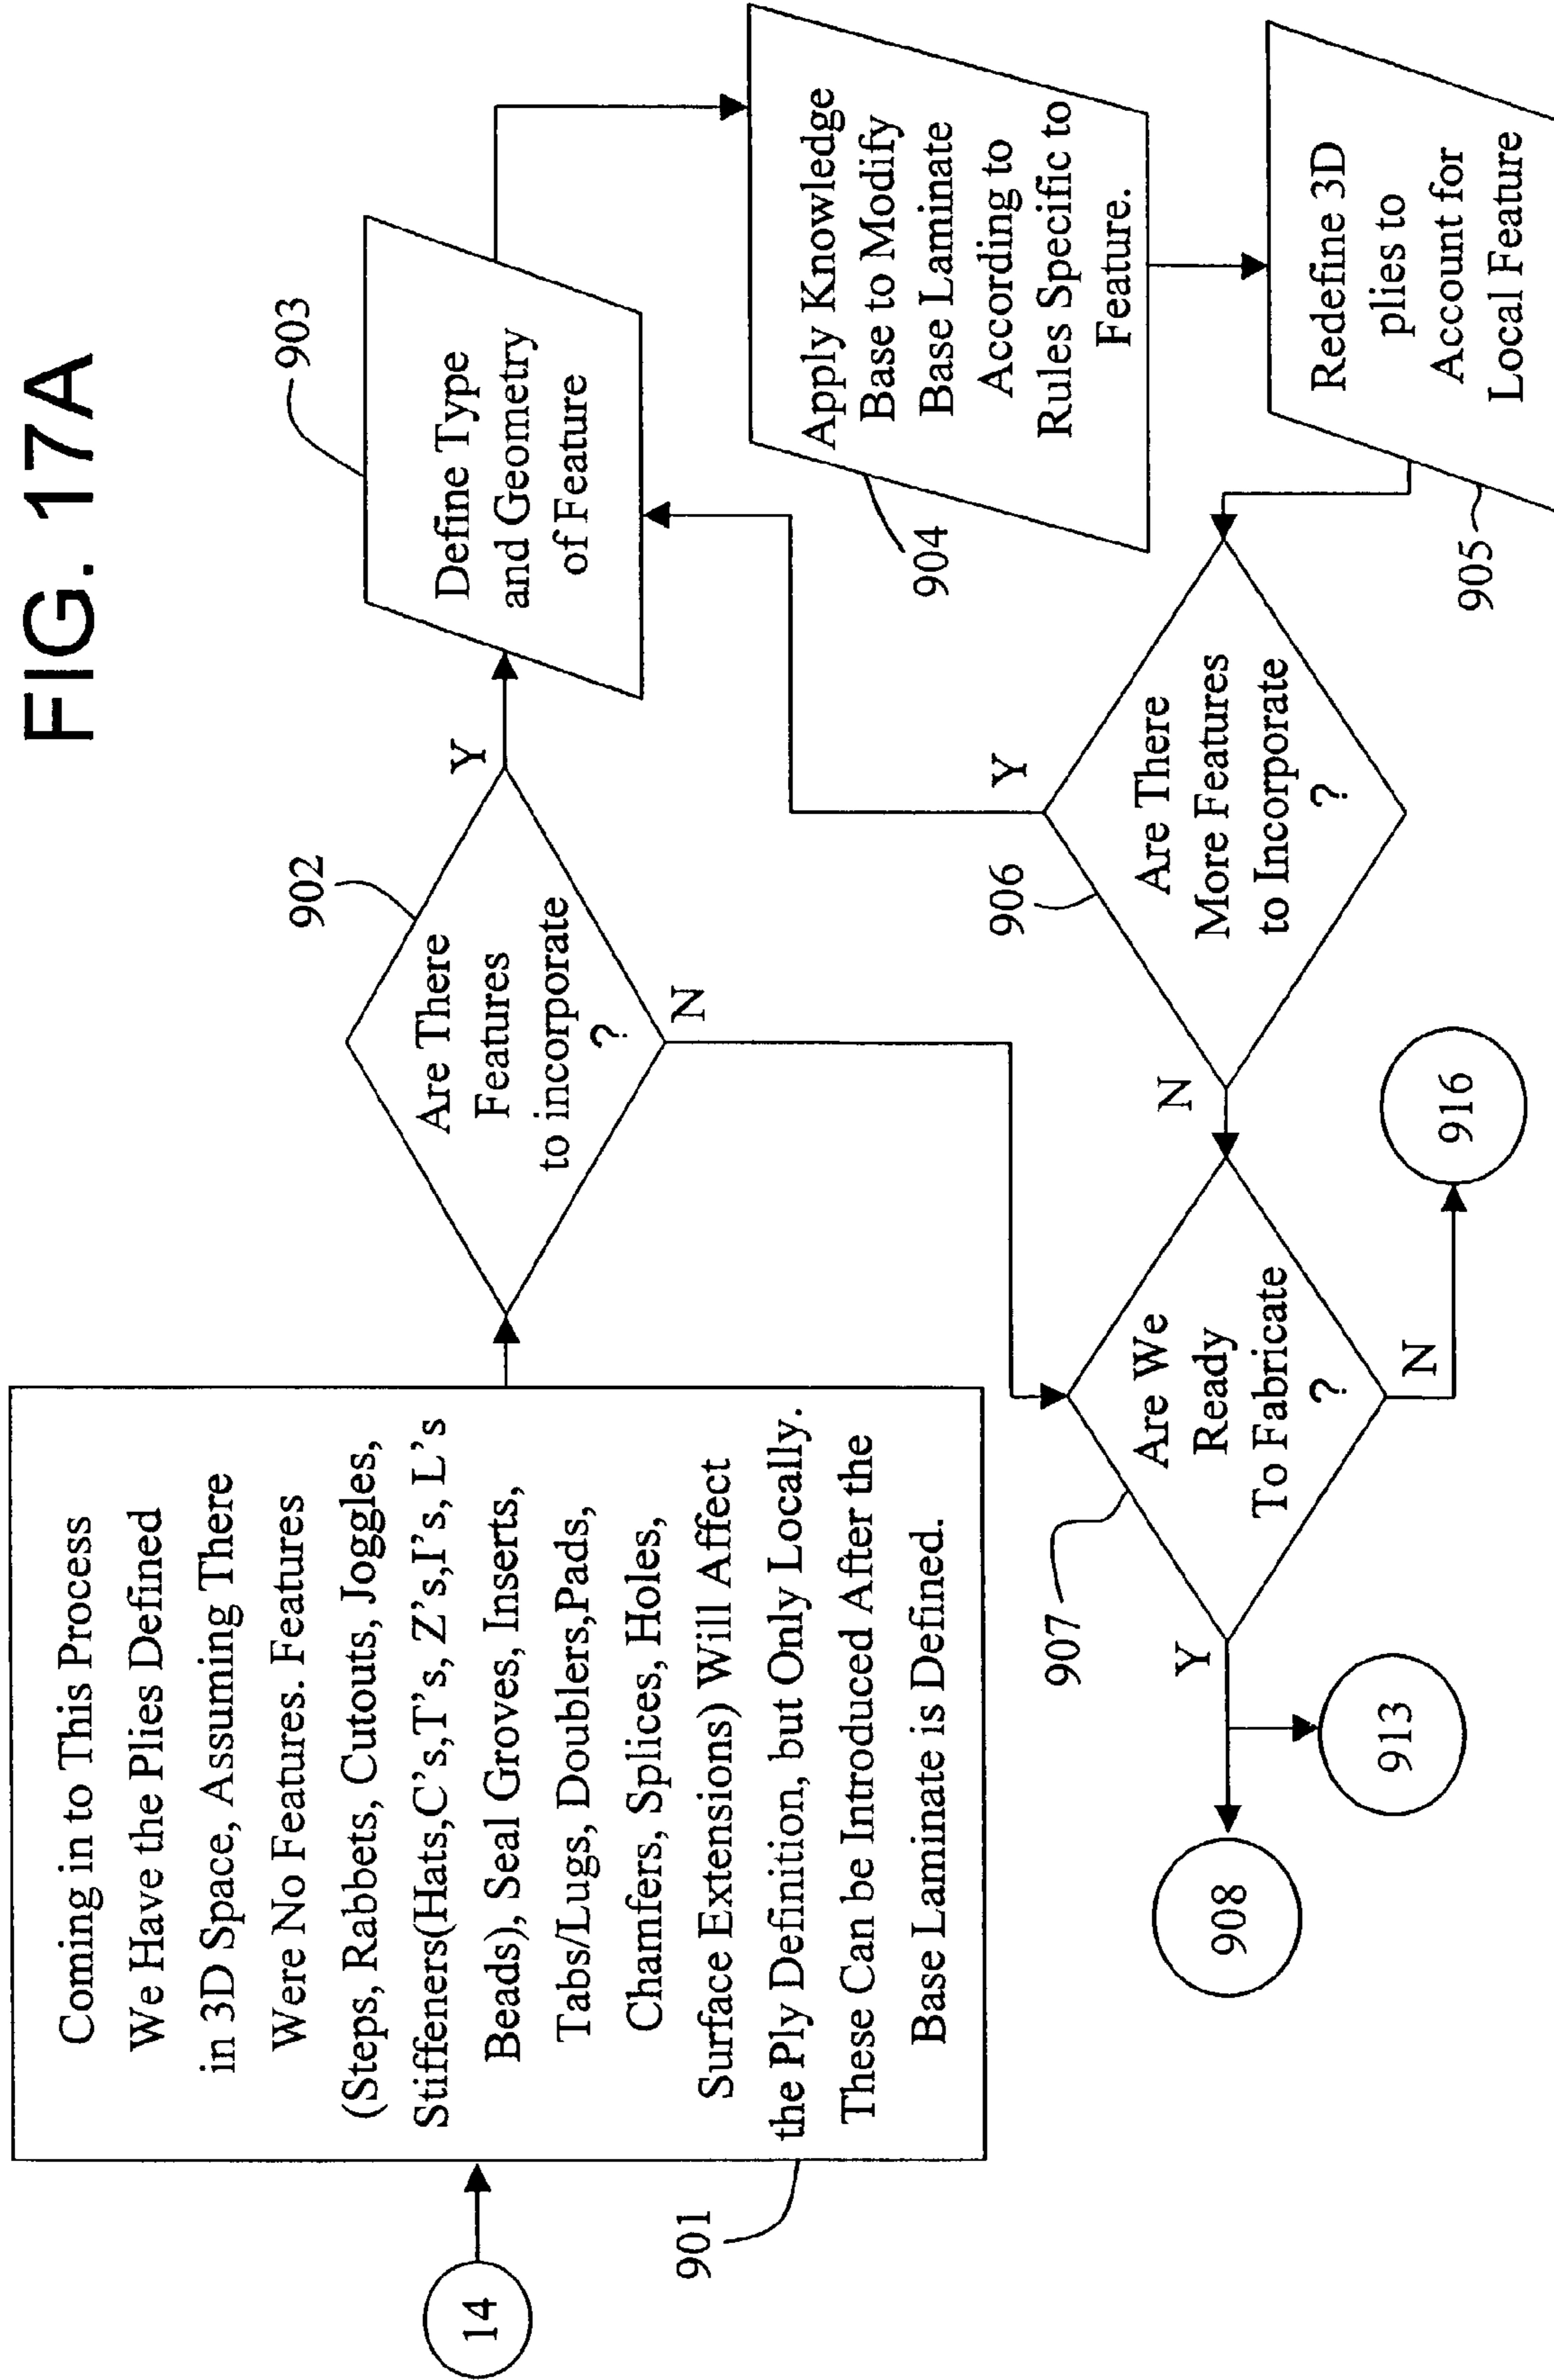 FIG. 17A
14
901
Coming in to This Process
We Have the Plies Defined
in 3D Space, Assuming There
Were No Features. Features
(Steps, Rabbets, Cutouts, Joggles,
Stiffeners(Hats,C's,T's, Z's,I's, L's
Beads), Seal Groves, Inserts,
Tabs/Lugs, Doublers,Pads,
Chamfers, Splices, Holes,
Surface Extensions) Will Affect
the Ply Definition, but Only Locally.
These Can be Introduced After the
Base Laminate is Defined.
902
Are There
Features
to incorporate
?
Y
N
903
Define Type
and Geometry
of Feature
904
Apply Knowledge
Base to Modify
Base Laminate
According to
Rules Specific to
Feature.
905
Redefine 3D
plies to
Account for
Local Feature
906
Are There
More Features
to Incorporate
?
Y
N
907
Are We
Ready
To Fabricate
?
Y
N
908
913
916